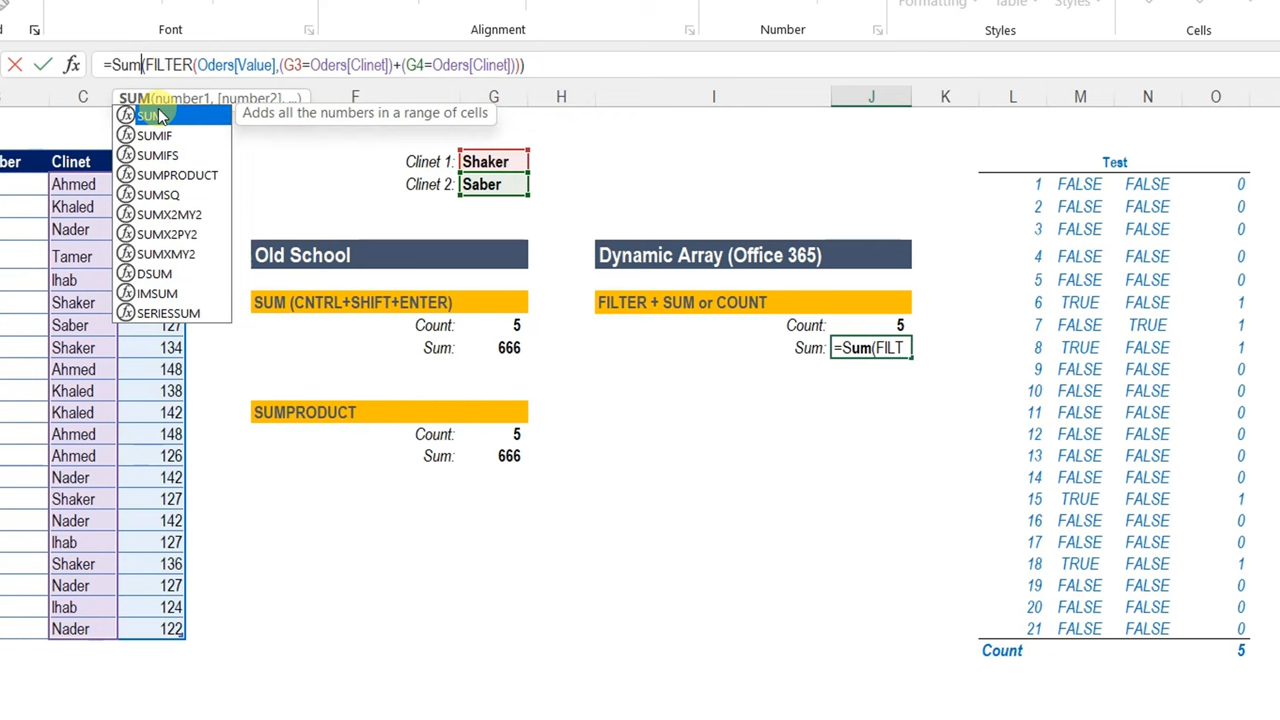 Formatting Table Styles
Font Alignment Number Styles Cells
=Sum(FILTER(Oders[Value],(G3=Oders[Clinet])+(G4=Oders[Clinet])))
SUM(number1, [number2], ...)
C F G H I J K L M N O
Adds all the numbers in a range of cells
SUMIF
SUMIFS
SUMPRODUCT
SUMSQ
SUMX2MY2
SUMX2PY2
SUMXMY2
DSUM
IMSUM
SERIESSUM
ber Clinet
Ahmed
Khaled
Nader
Tamer
Ihab
Shaker
Saber 127
Shaker 134
Ahmed 148
Khaled 138
Khaled 142
Ahmed 148
Ahmed 126
Nader 142
Shaker 127
Nader 142
Ihab 127
Shaker 136
Nader 127
Ihab 124
Nader 122
Clinet 1: Shaker
Clinet 2: Saber
Old School
SUM (CNTRL+SHIFT+ENTER)
Count: 5
Sum: 666
SUMPRODUCT
Count: 5
Sum: 666
Dynamic Array (Office 365)
FILTER + SUM or COUNT
Count: 5
Sum: =Sum(FILT
Test
1 FALSE FALSE 0
2 FALSE FALSE 0
3 FALSE FALSE 0
4 FALSE FALSE 0
5 FALSE FALSE 0
6 TRUE FALSE 1
7 FALSE TRUE 1
8 TRUE FALSE 1
9 FALSE FALSE 0
10 FALSE FALSE 0
11 FALSE FALSE 0
12 FALSE FALSE 0
13 FALSE FALSE 0
14 FALSE FALSE 0
15 TRUE FALSE 1
16 FALSE FALSE 0
17 FALSE FALSE 0
18 TRUE FALSE 1
19 FALSE FALSE 0
20 FALSE FALSE 0
21 FALSE FALSE 0
Count 5